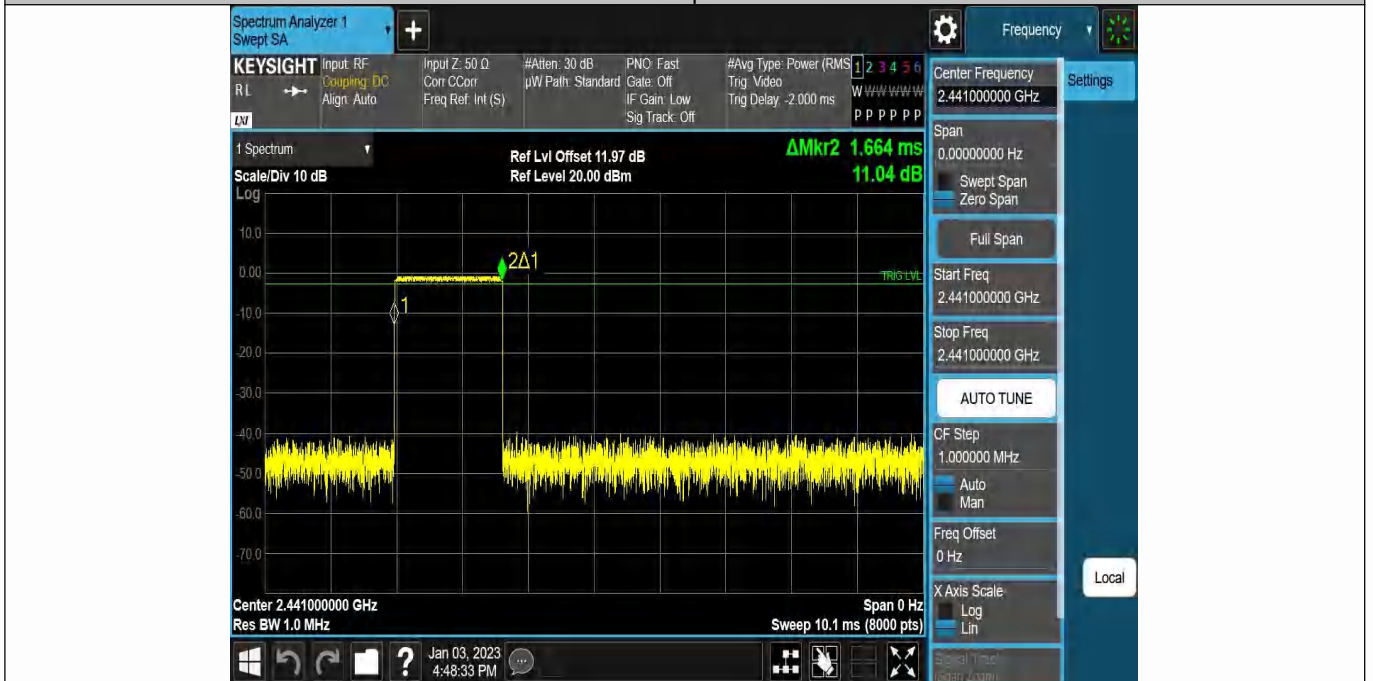 Spectrum Analyzer 1
Swept SA
+
Frequency
KEYSIGHT
RL
LXI
Input: RF
Coupling: DC
Align: Auto
Input Z: 50 Ω
Corr CCorr
Freq Ref: Int (S)
#Atten: 30 dB
µW Path: Standard
PNO: Fast
Gate: Off
IF Gain: Low
Sig Track: Off
#Avg Type: Power (RMS
Trig: Video
Trig Delay: -2.000 ms
1 2 3 4 5 6
W W W W W W
P P P P P P
Center Frequency
2.441000000 GHz
Settings
1 Spectrum
Scale/Div 10 dB
Log
Ref Lvl Offset 11.97 dB
Ref Level 20.00 dBm
ΔMkr2 1.664 ms
11.04 dB
Span
0.00000000 Hz
Swept Span
Zero Span
Full Span
10.0
0.00
-10.0
-20.0
-30.0
-40.0
-50.0
-60.0
-70.0
2Δ1
1
TRIG LVL
Start Freq
2.441000000 GHz
Stop Freq
2.441000000 GHz
AUTO TUNE
CF Step
1.000000 MHz
Auto
Man
Freq Offset
0 Hz
X Axis Scale
Log
Lin
Local
Center 2.441000000 GHz
Res BW 1.0 MHz
Span 0 Hz
Sweep 10.1 ms (8000 pts)
?
Jan 03, 2023
4:48:33 PM
Signal Track
(Span Zoom)